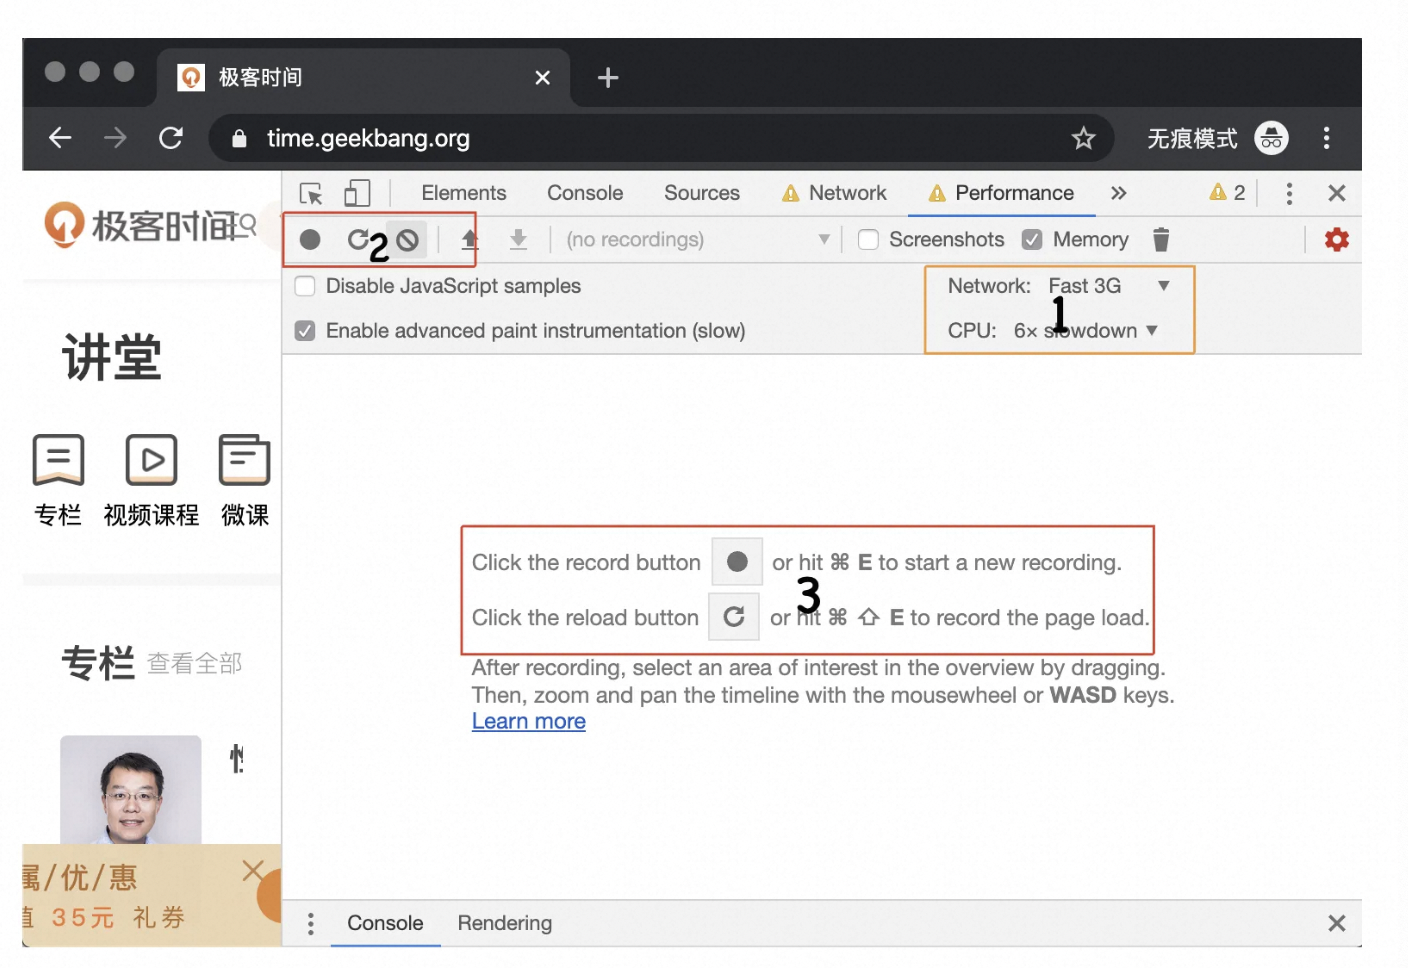 极客时间
time.geekbang.org
无痕模式
极客时间
Elements Console Sources Network Performance 2
2
(no recordings) Screenshots Memory
Disable JavaScript samples
Network: Fast 3G
1
Enable advanced paint instrumentation (slow)
CPU: 6× slowdown
讲堂
专栏 视频课程 微课
Click the record button or hit ⌘ E to start a new recording.
3
Click the reload button or hit ⌘ ⇧ E to record the page load.
After recording, select an area of interest in the overview by dragging.
Then, zoom and pan the timeline with the mousewheel or WASD keys.
Learn more
专栏 查看全部
属/优/惠
值 35元 礼券
Console Rendering